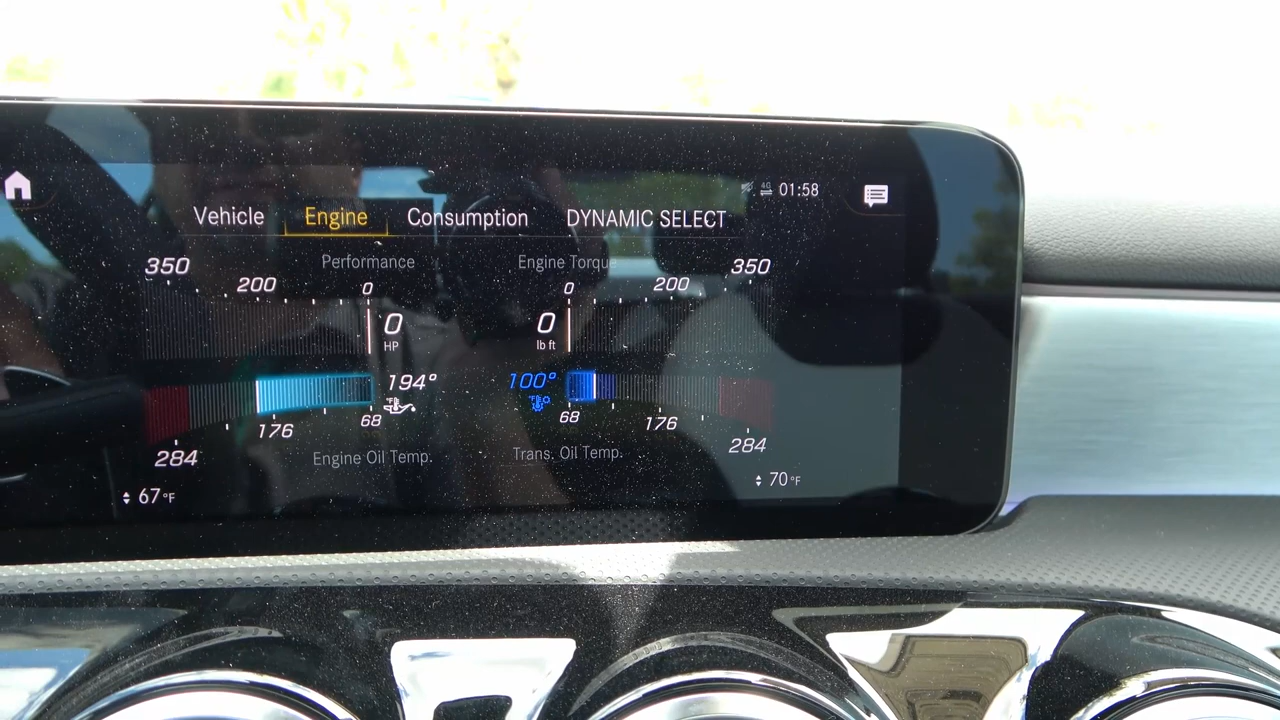 4G 01:58
Vehicle Engine Consumption DYNAMIC SELECT
Performance Engine Torque
350 200 0 0 200 350
0 0
HP lb ft
194° 100°
°F °F
284 176 68 68 176 284
Engine Oil Temp. Trans. Oil Temp.
67°F 70°F